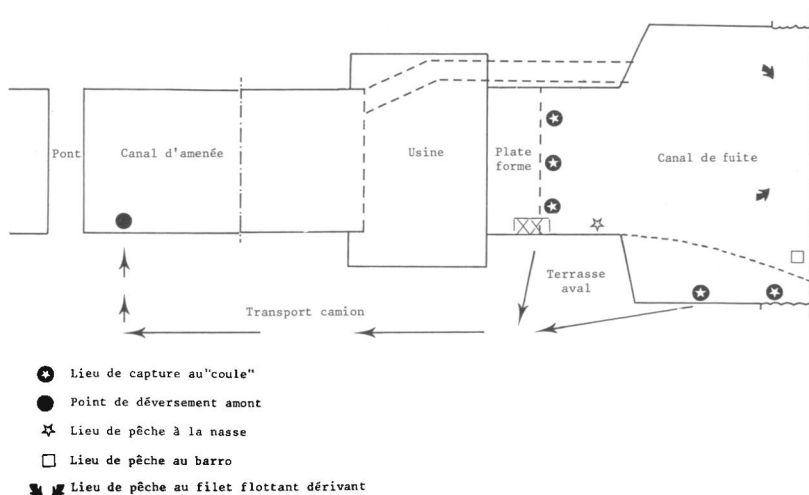 Pont
Canal d'amenée
Usine
Plate
forme
Canal de fuite
Terrasse
aval
Transport camion
Lieu de capture au"coule"
Point de déversement amont
Lieu de pêche à la nasse
Lieu de pêche au barro
Lieu de pêche au filet flottant dérivant